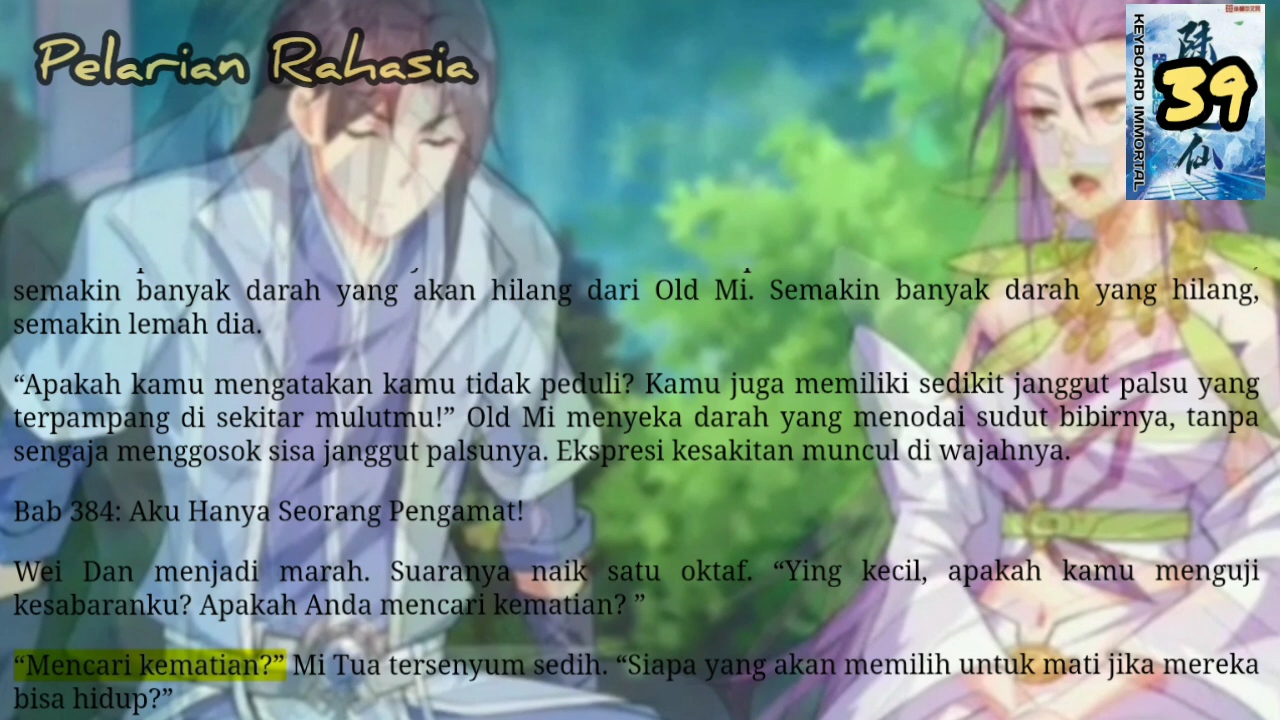 Pelarian Rahasia
KEYBOARD IMMORTAL
39
仙
semakin banyak darah yang akan hilang dari Old Mi. Semakin banyak darah yang hilang,
semakin lemah dia.
“Apakah kamu mengatakan kamu tidak peduli? Kamu juga memiliki sedikit janggut palsu yang
terpampang di sekitar mulutmu!” Old Mi menyeka darah yang menodai sudut bibirnya, tanpa
sengaja menggosok sisa janggut palsunya. Ekspresi kesakitan muncul di wajahnya.
Bab 384: Aku Hanya Seorang Pengamat!
Wei Dan menjadi marah. Suaranya naik satu oktaf. “Ying kecil, apakah kamu menguji
kesabaranku? Apakah Anda mencari kematian? ”
“Mencari kematian?” Mi Tua tersenyum sedih. “Siapa yang akan memilih untuk mati jika mereka
bisa hidup?”